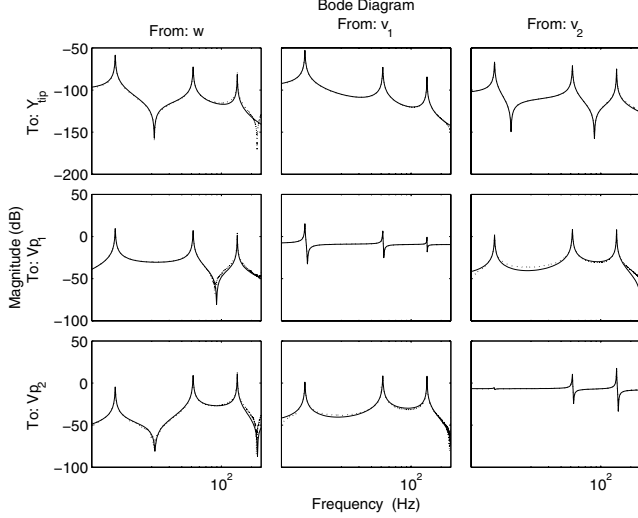 Bode Diagram
From: w
From: v1
From: v2
To: Ytip
-50
-100
-150
-200
Magnitude (dB)
To: Vp1
50
0
-50
-100
To: Vp2
50
0
-50
-100
10^2
10^2
10^2
Frequency (Hz)